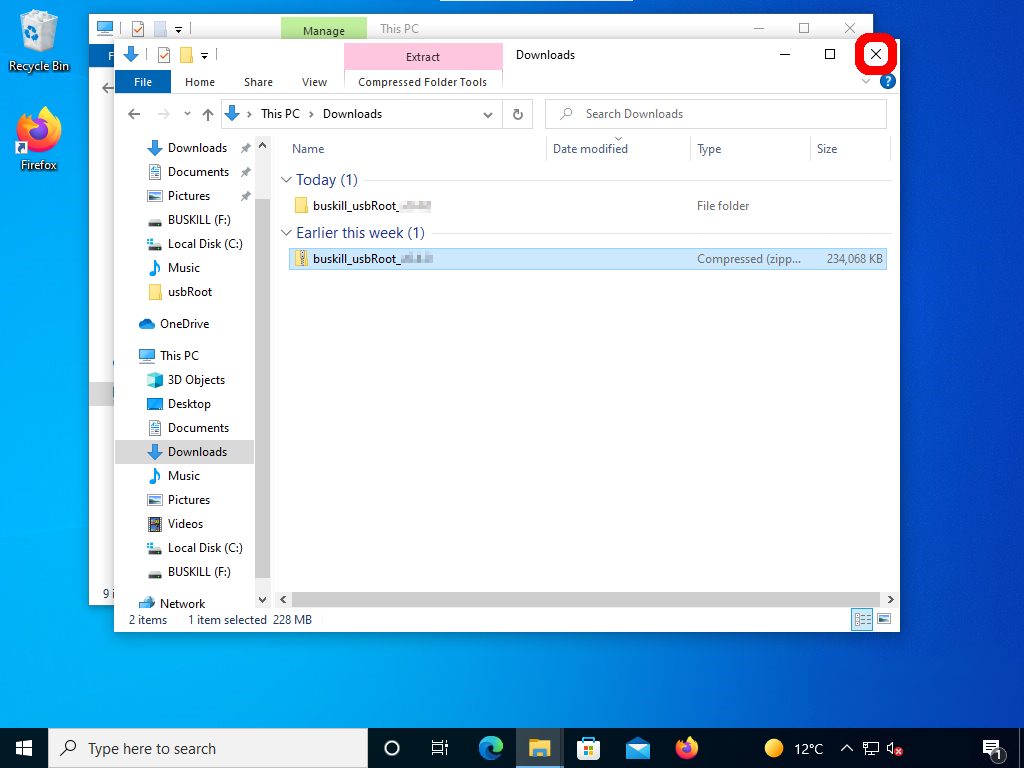 Recycle Bin
Firefox
Manage
This PC
Extract
Downloads
File
Home
Share
View
Compressed Folder Tools
?
This PC
Downloads
Search Downloads
Downloads
Documents
Pictures
BUSKILL (F:)
Local Disk (C:)
Music
usbRoot
OneDrive
This PC
3D Objects
Desktop
Documents
Downloads
Music
Pictures
Videos
Local Disk (C:)
BUSKILL (F:)
Network
Name
Date modified
Type
Size
Today (1)
buskill_usbRoot_
File folder
Earlier this week (1)
buskill_usbRoot_
Compressed (zipp...
234,068 KB
2 items
1 item selected
228 MB
Type here to search
12°C
1